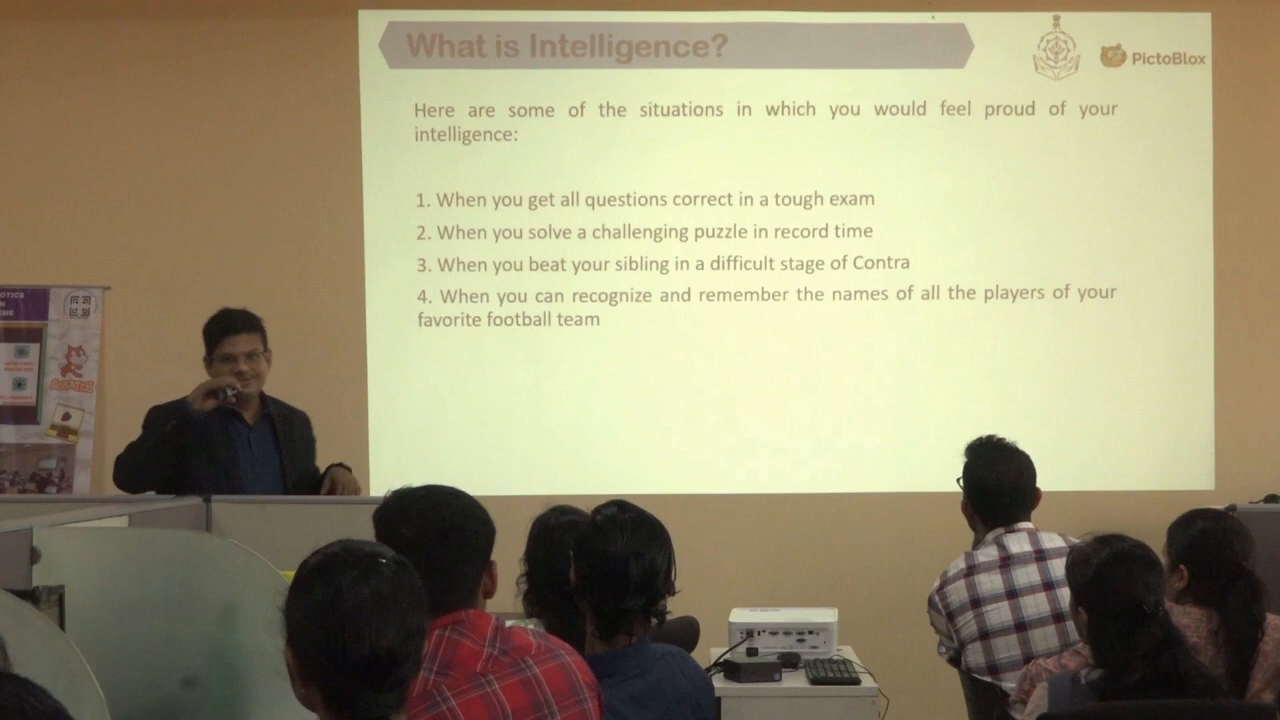 What is Intelligence?
PictoBlox
Here are some of the situations in which you would feel proud of your
intelligence:
1. When you get all questions correct in a tough exam
2. When you solve a challenging puzzle in record time
3. When you beat your sibling in a difficult stage of Contra
4. When you can recognize and remember the names of all the players of your
favorite football team